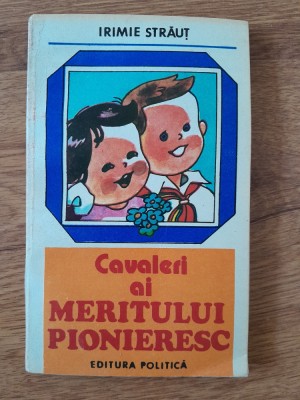 IRIMIE STRĂUȚ
Cavaleri
ai
MERITULUI
PIONIERESC
EDITURA POLITICĂ